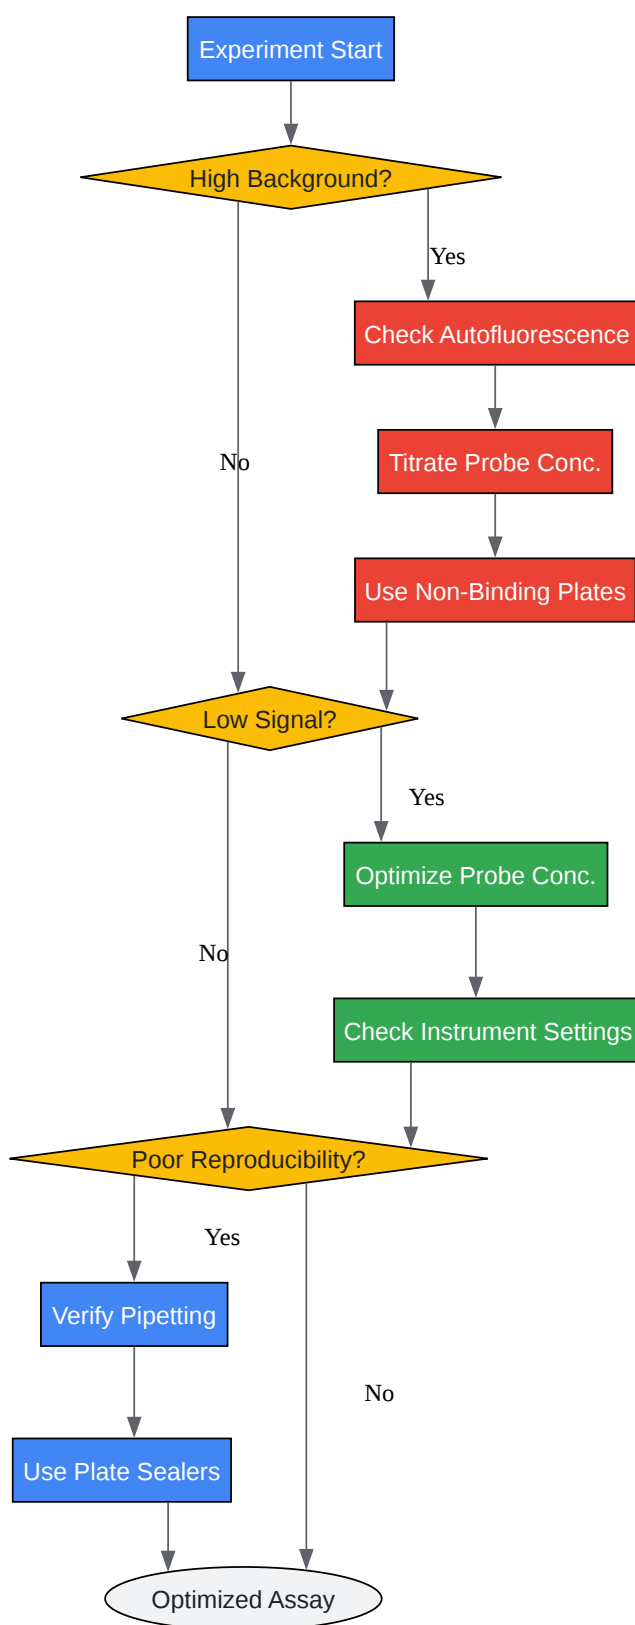 Experiment Start
High Background?
Yes
Check Autofluorescence
No
Titrate Probe Conc.
Use Non-Binding Plates
Low Signal?
Yes
Optimize Probe Conc.
No
Check Instrument Settings
Poor Reproducibility?
Yes
Verify Pipetting
No
Use Plate Sealers
Optimized Assay